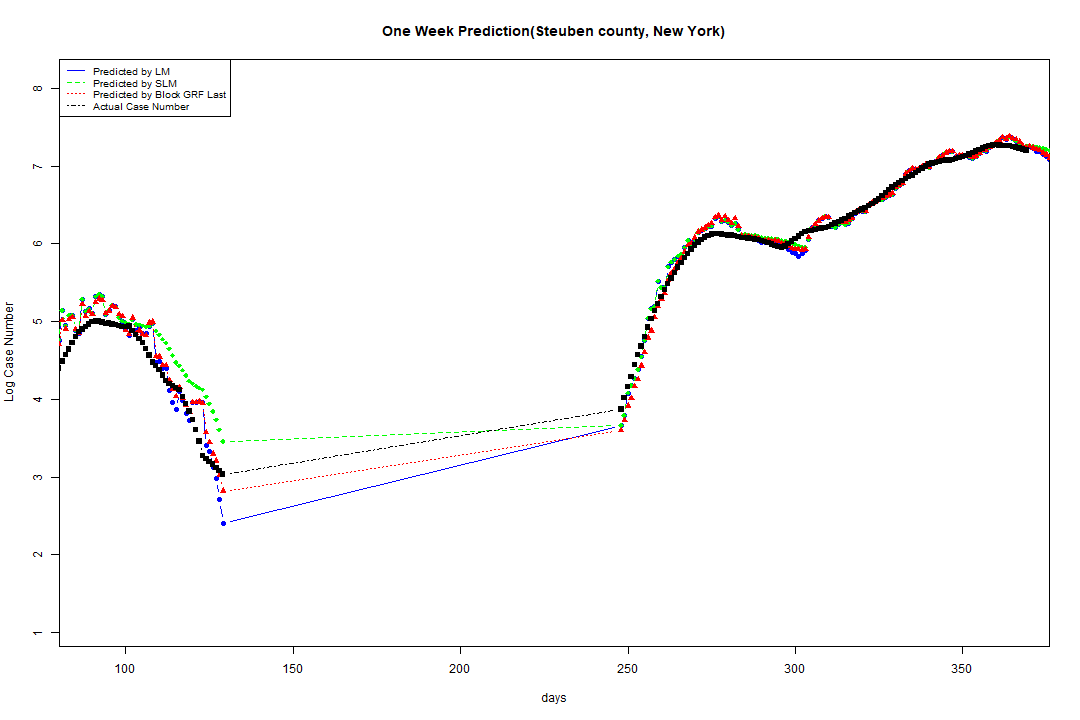 One Week Prediction(Steuben county, New York)
Predicted by LM
Predicted by SLM
Predicted by Block GRF Last
Actual Case Number
Log Case Number
8
7
6
5
4
3
2
1
100 150 200 250 300 350
days